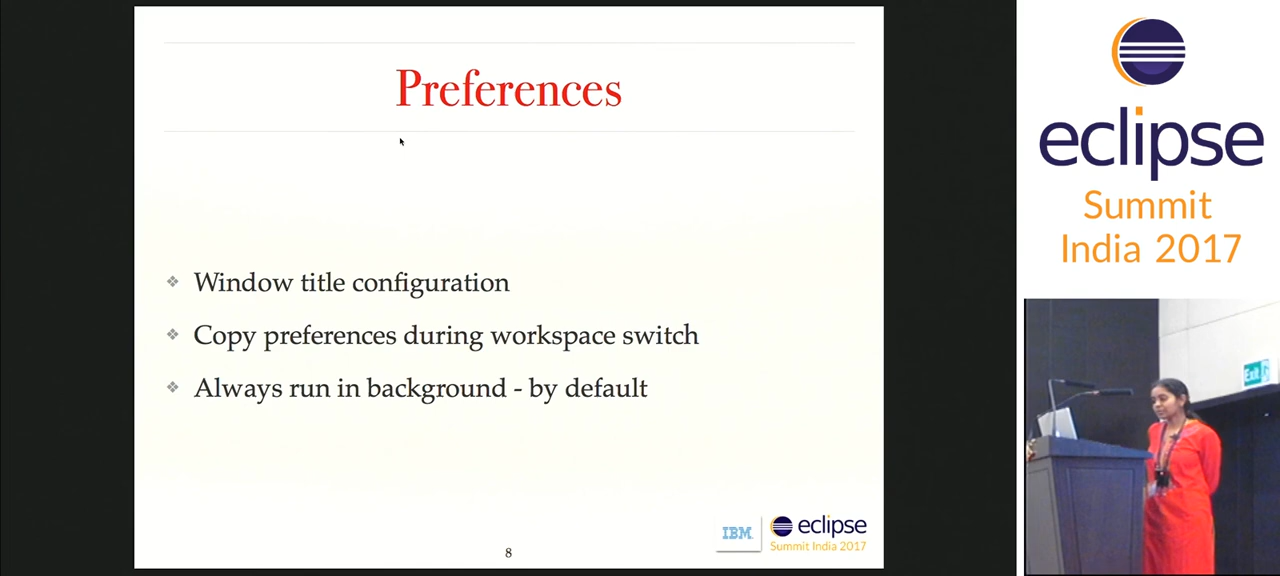 Preferences
❖ Window title configuration
❖ Copy preferences during workspace switch
❖ Always run in background - by default
IBM
eclipse
Summit India 2017
8
eclipse
Summit
India 2017
Exit